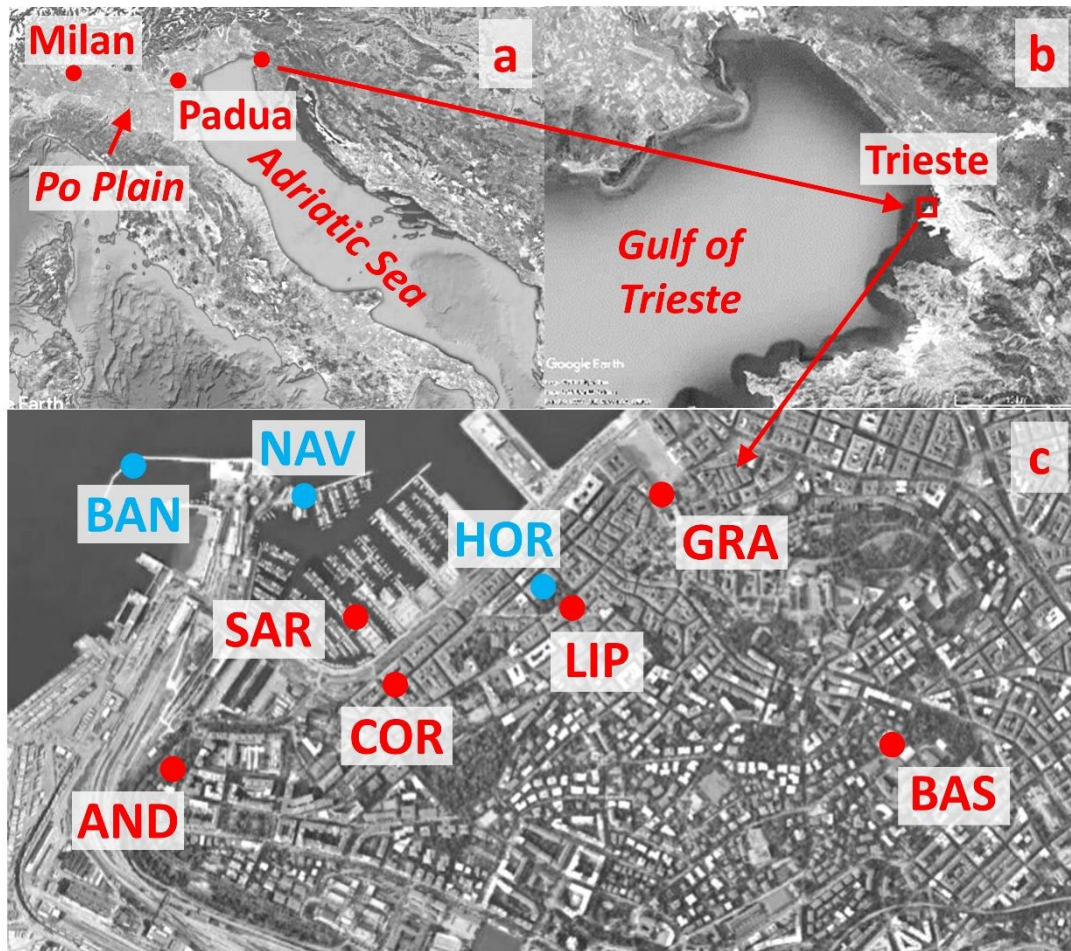 Milan
a
Padua
Po Plain
Adriatic Sea
Earth
b
Trieste
Gulf of
Trieste
Google Earth
c
NAV
BAN
HOR
GRA
SAR
LIP
COR
BAS
AND